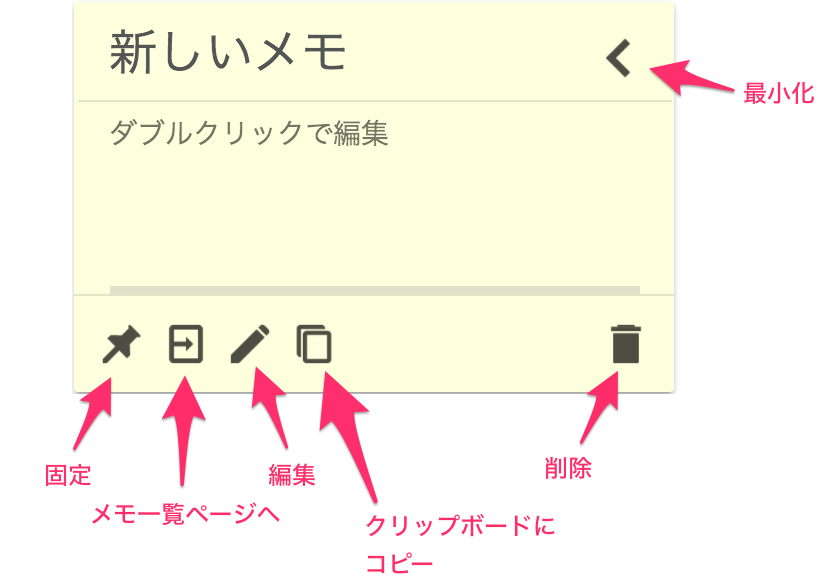 新しいメモ
最小化
ダブルクリックで編集
固定
メモ一覧ページへ
編集
クリップボードに
コピー
削除